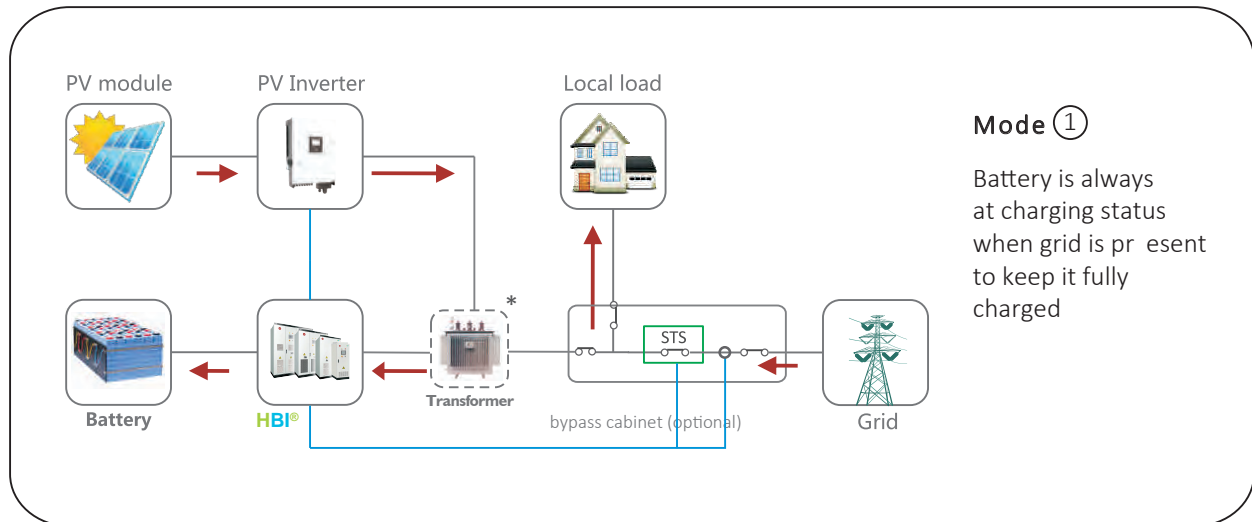 PV module
PV Inverter
Local load
Mode 1
Battery is always
at charging status
when grid is pr esent
to keep it fully
charged
*
STS
Transformer
Battery
HBI®
bypass cabinet (optional)
Grid